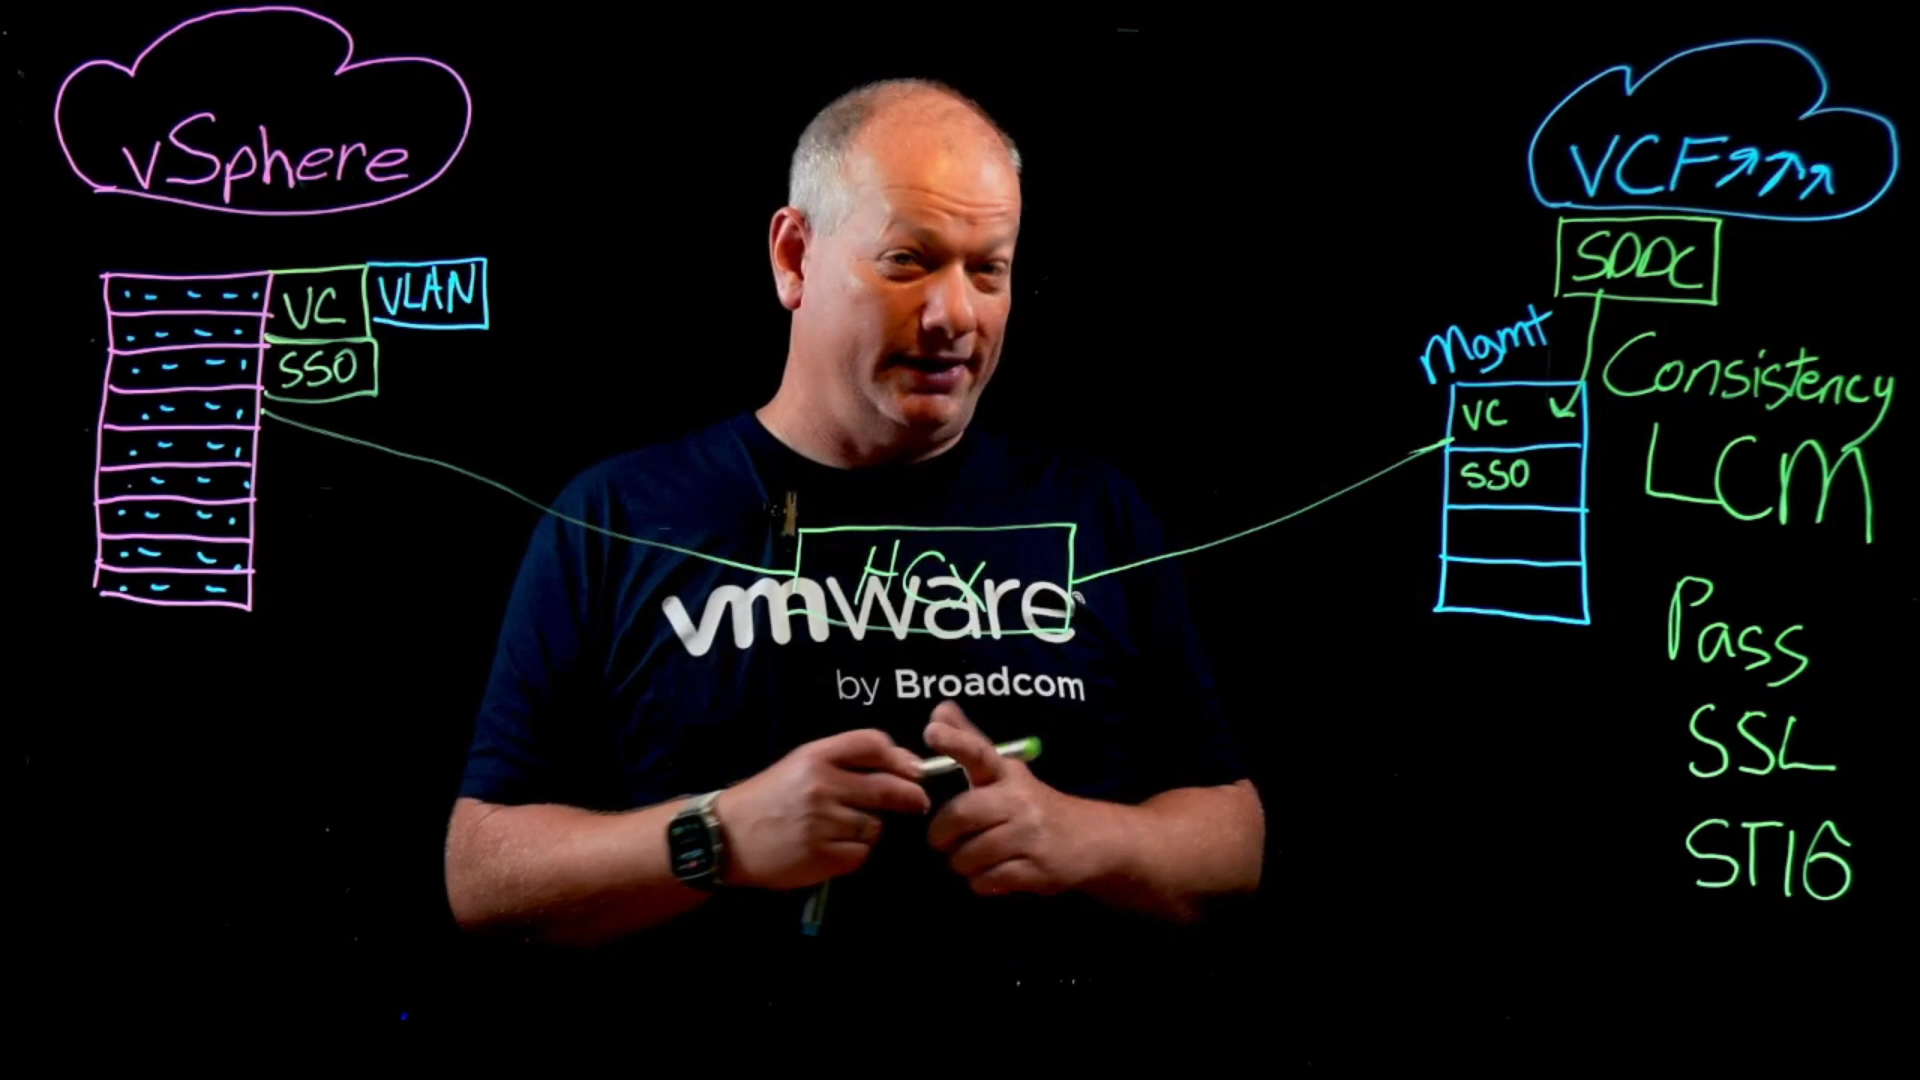 vSphere
VCF
VC
VLAN
SSO
SDDC
Mgmt
VC
SSO
Consistency
LCM
HCX
vmware®
by Broadcom
Pass
SSL
STIG